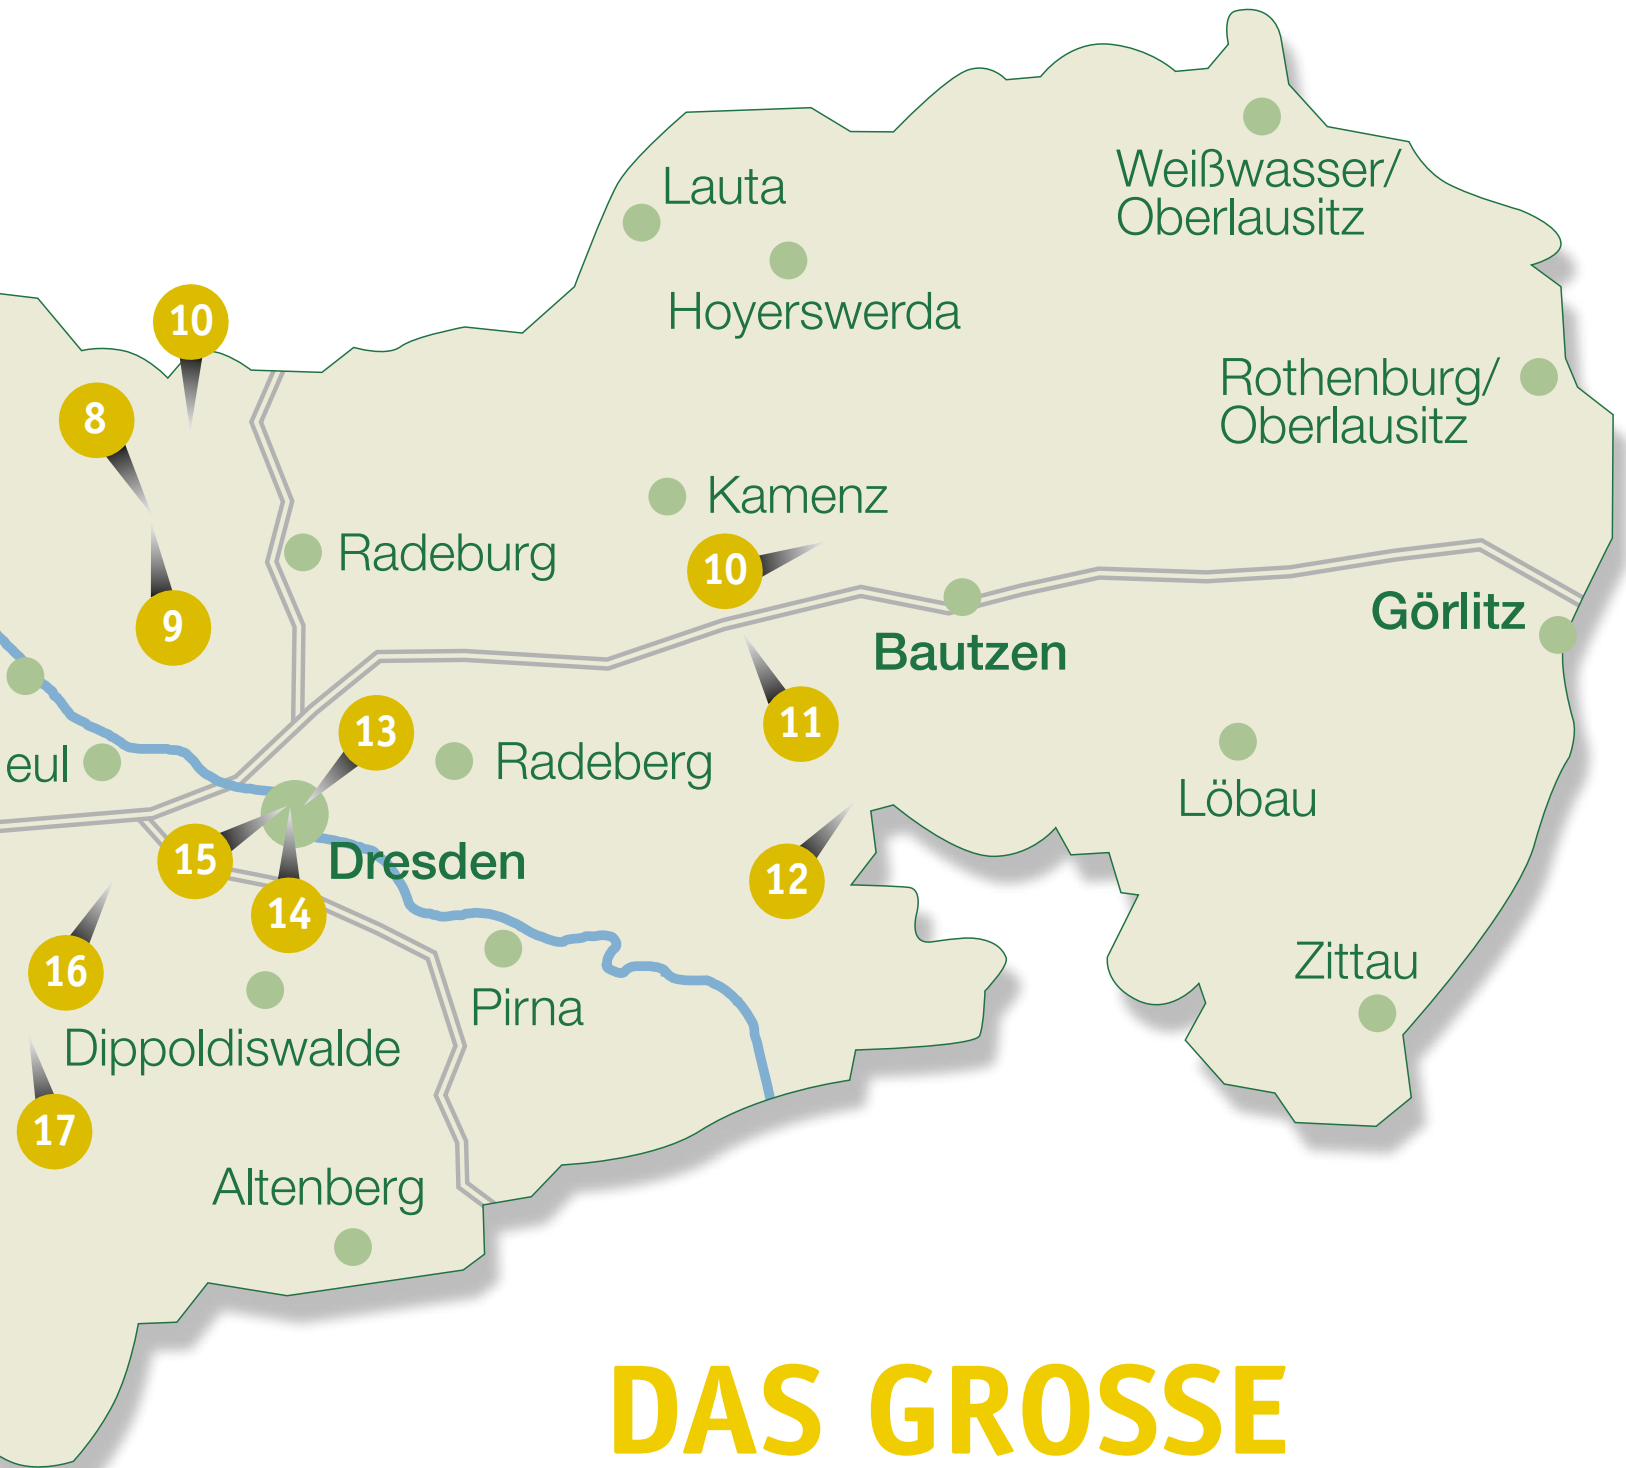 Weißwasser/
Oberlausitz
Lauta
Hoyerswerda
10
8
Rothenburg/
Oberlausitz
Kamenz
Radeburg
10
9
Görlitz
Bautzen
11
13
eul
Radeberg
Löbau
15
Dresden
12
14
16
Zittau
Pirna
Dippoldiswalde
17
Altenberg
DAS GROSSE